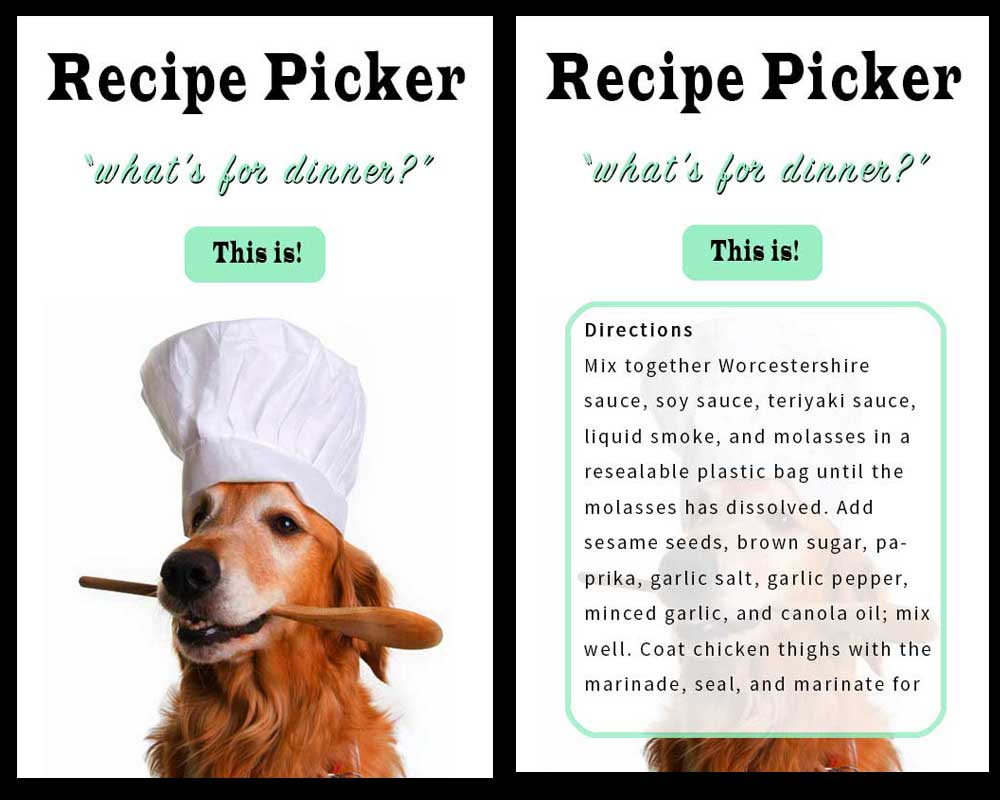 Recipe Picker
"what's for dinner?"
This is!
Recipe Picker
"what's for dinner?"
This is!
Directions
Mix together Worcestershire
sauce, soy sauce, teriyaki sauce,
liquid smoke, and molasses in a
resealable plastic bag until the
molasses has dissolved. Add
sesame seeds, brown sugar, pa-
prika, garlic salt, garlic pepper,
minced garlic, and canola oil; mix
well. Coat chicken thighs with the
marinade, seal, and marinate for